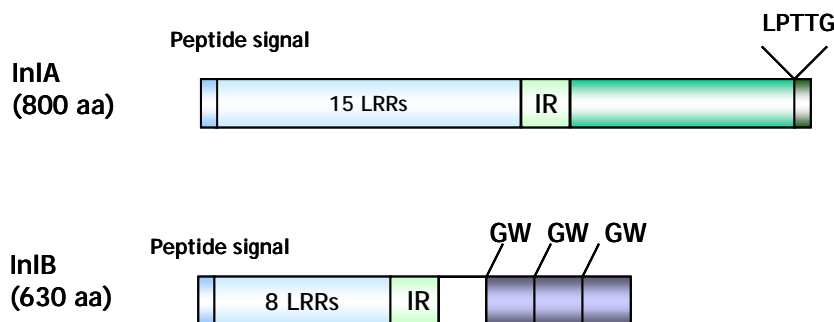 LPTTG
Peptide signal
InlA
(800 aa)
15 LRRs
IR
GW GW GW
Peptide signal
InlB
(630 aa)
8 LRRs
IR